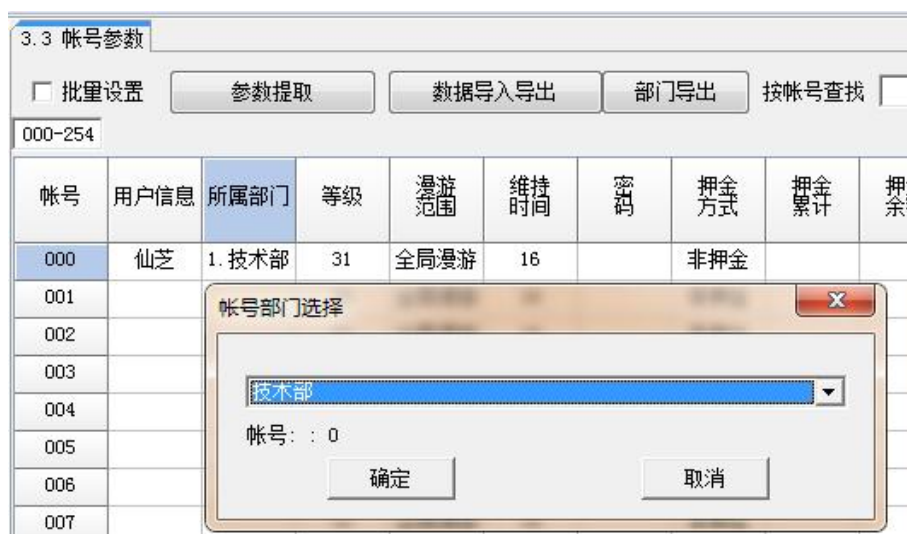 3.3 帐号参数
批量设置 参数提取 数据导入导出 部门导出 按帐号查找
000-254
帐号 用户信息 所属部门 等级 漫游范围 维持时间 密码 押金方式 押金累计
000 仙芝 1.技术部 31 全局漫游 16 非押金
001
帐号部门选择
002
003
技术部
004
帐号: : 0
005
006
确定 取消
007